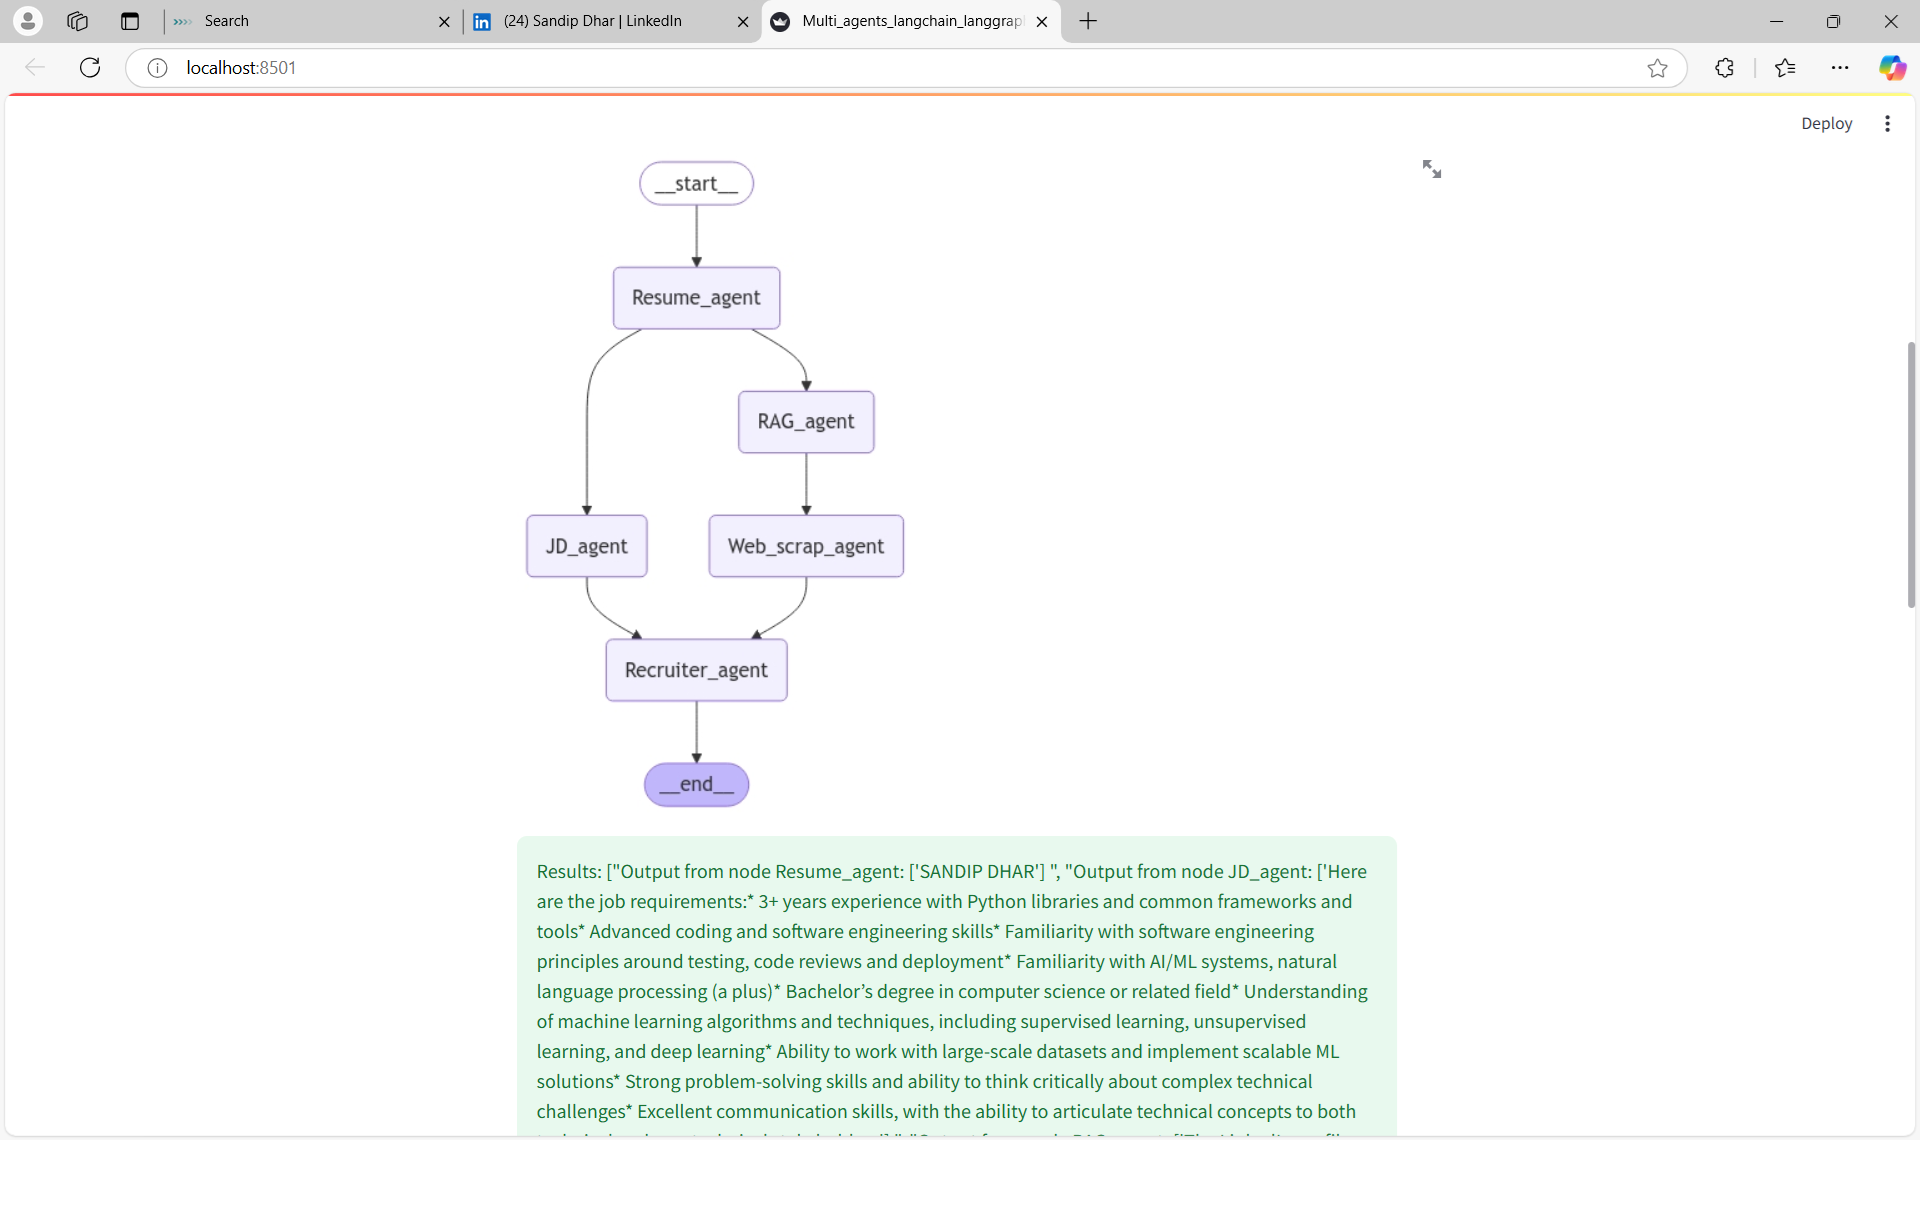 Search
(24) Sandip Dhar | LinkedIn
Multi_agents_langchain_langgrap
localhost:8501
Deploy
__start__
Resume_agent
RAG_agent
JD_agent
Web_scrap_agent
Recruiter_agent
__end__
Results: ["Output from node Resume_agent: ['SANDIP DHAR'] ", "Output from node JD_agent: ['Here
are the job requirements:* 3+ years experience with Python libraries and common frameworks and
tools* Advanced coding and software engineering skills* Familiarity with software engineering
principles around testing, code reviews and deployment* Familiarity with AI/ML systems, natural
language processing (a plus)* Bachelor’s degree in computer science or related field* Understanding
of machine learning algorithms and techniques, including supervised learning, unsupervised
learning, and deep learning* Ability to work with large-scale datasets and implement scalable ML
solutions* Strong problem-solving skills and ability to think critically about complex technical
challenges* Excellent communication skills, with the ability to articulate technical concepts to both